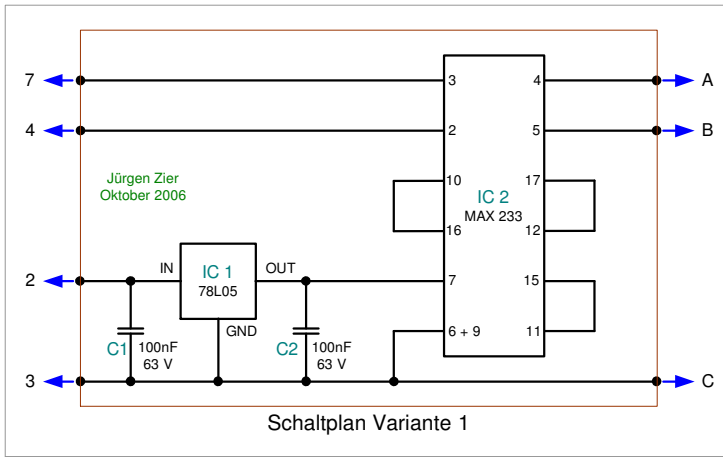 7 3 4 A
4 2 5 B
Jürgen Zier
Oktober 2006
10 17
IC 2
MAX 233
16 12
2 IN IC 1 OUT 7 15
78L05
GND 6 + 9 11
C1 100nF C2 100nF
63 V 63 V
3 C
Schaltplan Variante 1